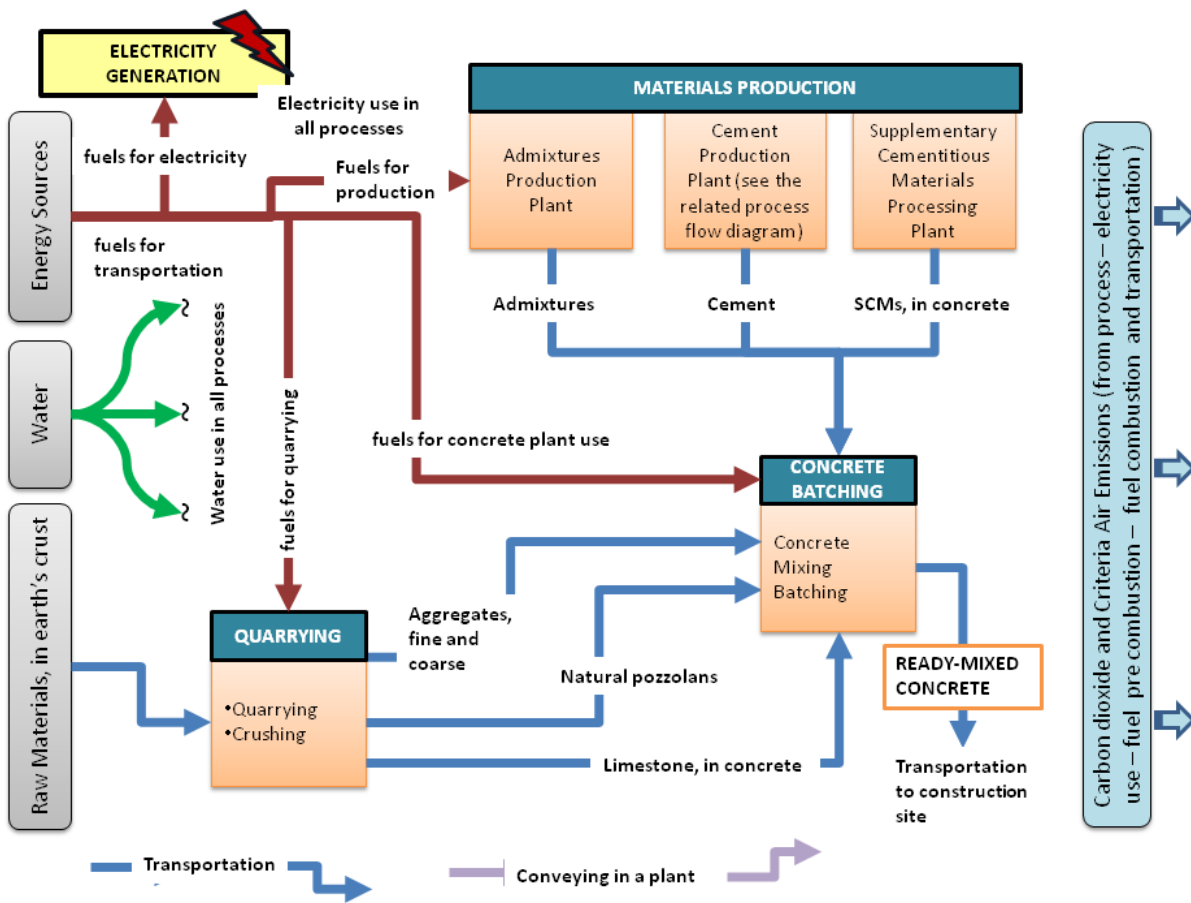 ELECTRICITY
GENERATION
Electricity use in
all processes
fuels for electricity
Fuels for
production
Energy Sources
fuels for
transportation
MATERIALS PRODUCTION
Admixtures
Production
Plant
Cement
Production
Plant (see the
related process
flow diagram)
Supplementary
Cementitious
Materials
Processing
Plant
Admixtures
Cement
SCMs, in concrete
Water
Water use in all processes
fuels for quarrying
fuels for concrete plant use
CONCRETE
BATCHING
Concrete
Mixing
Batching
Raw Materials, in earth's crust
QUARRYING
•Quarrying
•Crushing
Aggregates,
fine and
coarse
Natural pozzolans
Limestone, in concrete
READY-MIXED
CONCRETE
Transportation
to construction
site
Carbon dioxide and Criteria Air Emissions (from process – electricity
use – fuel pre combustion – fuel combustion and transportation )
Transportation
Conveying in a plant